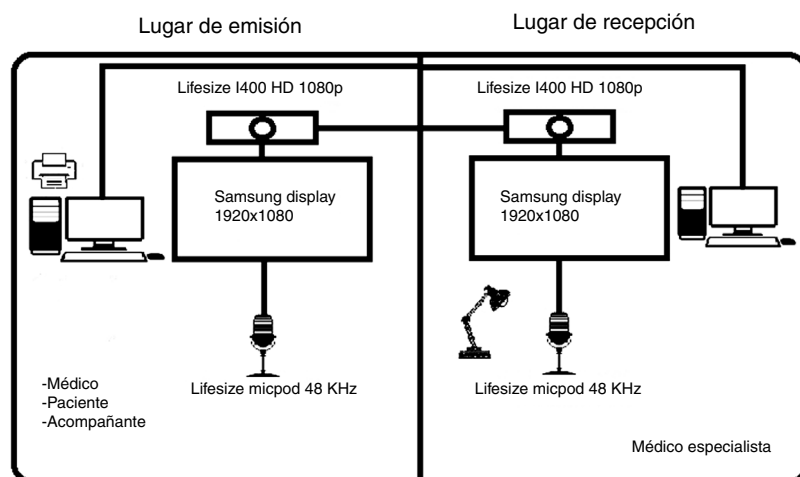 Lugar de emisión
Lugar de recepción
Lifesize I400 HD 1080p
Lifesize I400 HD 1080p
Samsung display
1920x1080
Samsung display
1920x1080
Lifesize micpod 48 KHz
Lifesize micpod 48 KHz
-Médico
-Paciente
-Acompañante
Médico especialista